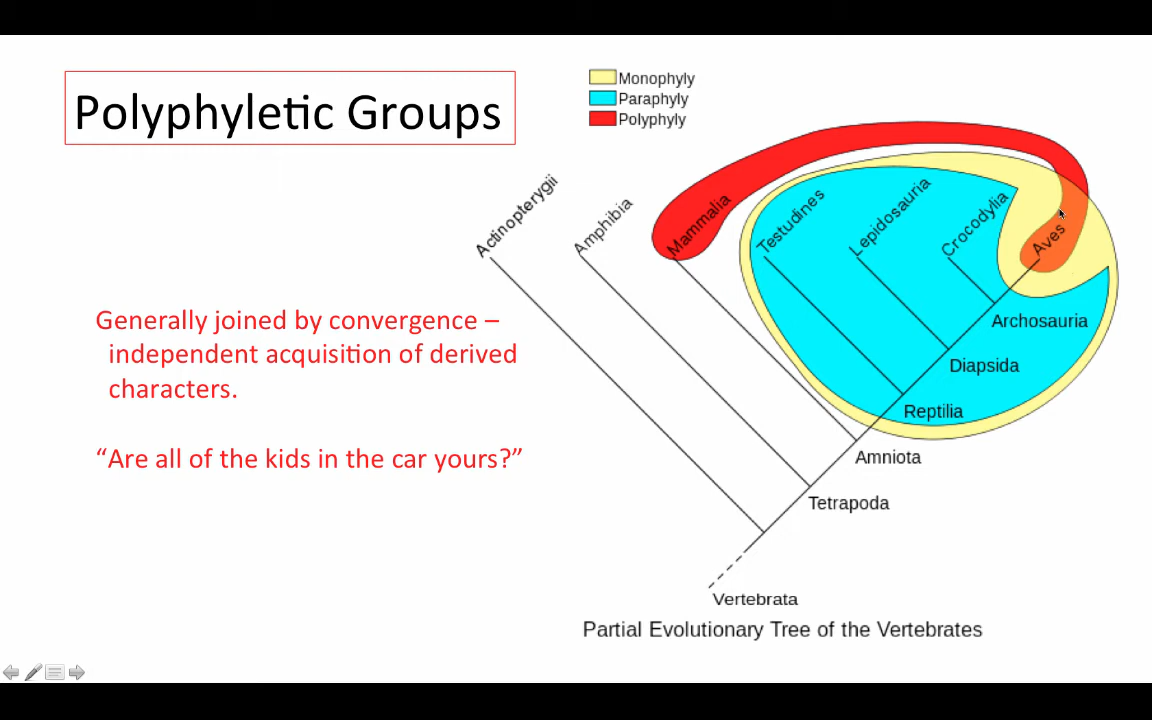 Polyphyletic Groups
Monophyly
Paraphyly
Polyphyly
Actinopterygii
Amphibia
Mammalia
Testudines
Lepidosauria
Crocodylia
Aves
Generally joined by convergence –
independent acquisition of derived
characters.
“Are all of the kids in the car yours?”
Archosauria
Diapsida
Reptilia
Amniota
Tetrapoda
Vertebrata
Partial Evolutionary Tree of the Vertebrates